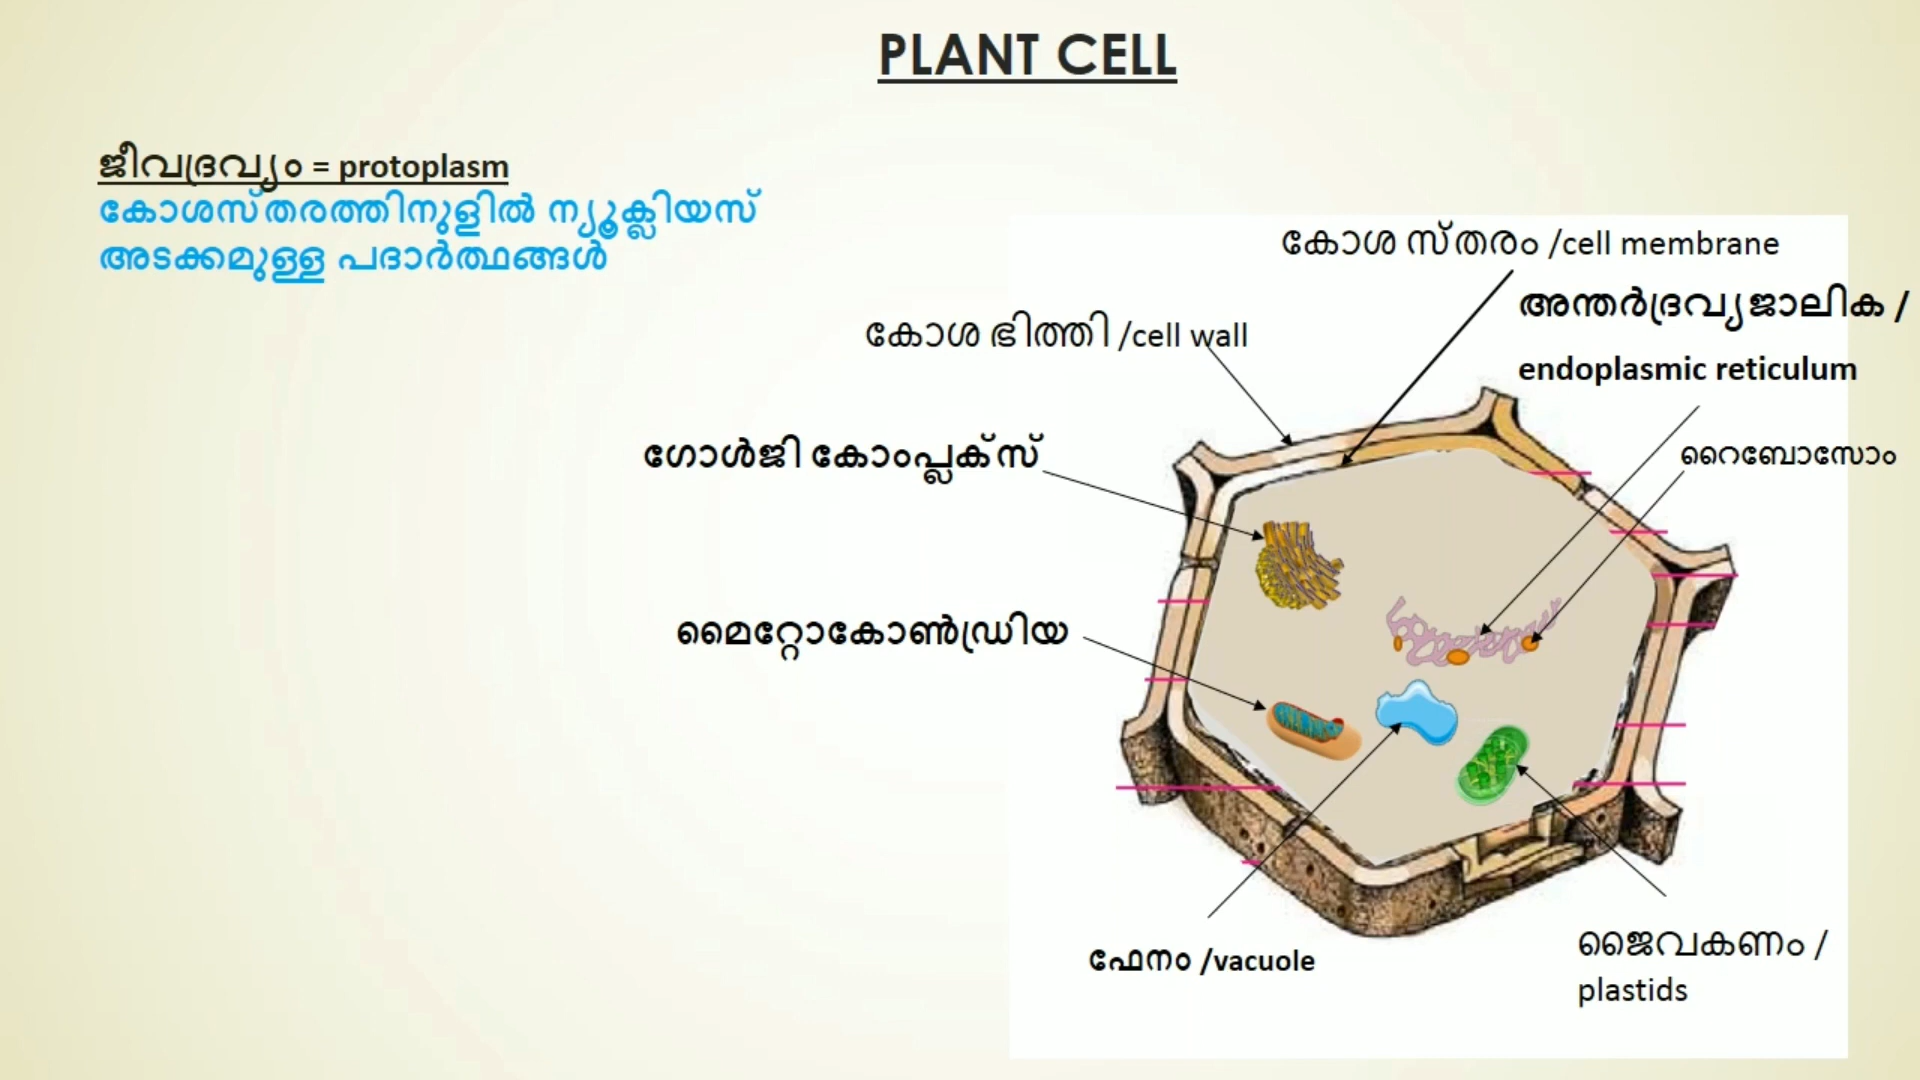 PLANT CELL
ജീവദ്രവ്യം = protoplasm
കോശസ്തരത്തിനുളിൽ ന്യൂക്ലിയസ്
അടക്കമുള്ള പദാർത്ഥങ്ങൾ
കോശ സ്തരം /cell membrane
അന്തർദ്രവ്യജാലിക /
endoplasmic reticulum
കോശ ഭിത്തി /cell wall
ഗോൾജി കോംപ്ലക്സ്
റൈബോസോം
മൈറ്റോകോൺഡ്രിയ
ഫേനം /vacuole
ജൈവകണം /
plastids